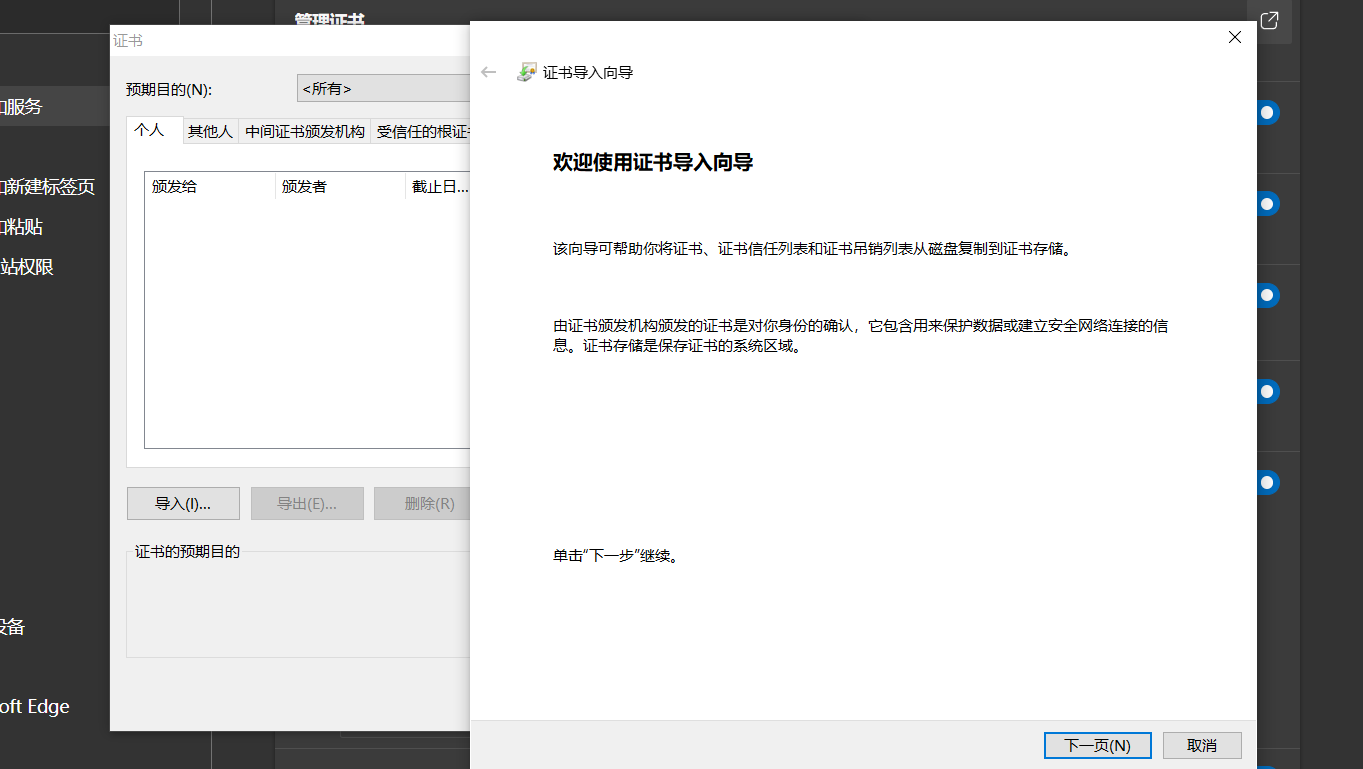 管理证书
和服务
和新建标签页
和粘贴
站权限
设备
oft Edge
证书
预期目的(N):
<所有>
个人
其他人
中间证书颁发机构
受信任的根证书
颁发给
颁发者
截止日...
导入(I)...
导出(E)...
删除(R)
证书的预期目的
证书导入向导
欢迎使用证书导入向导
该向导可帮助你将证书、证书信任列表和证书吊销列表从磁盘复制到证书存储。
由证书颁发机构颁发的证书是对你身份的确认，它包含用来保护数据或建立安全网络连接的信
息。证书存储是保存证书的系统区域。
单击“下一步”继续。
下一页(N)
取消